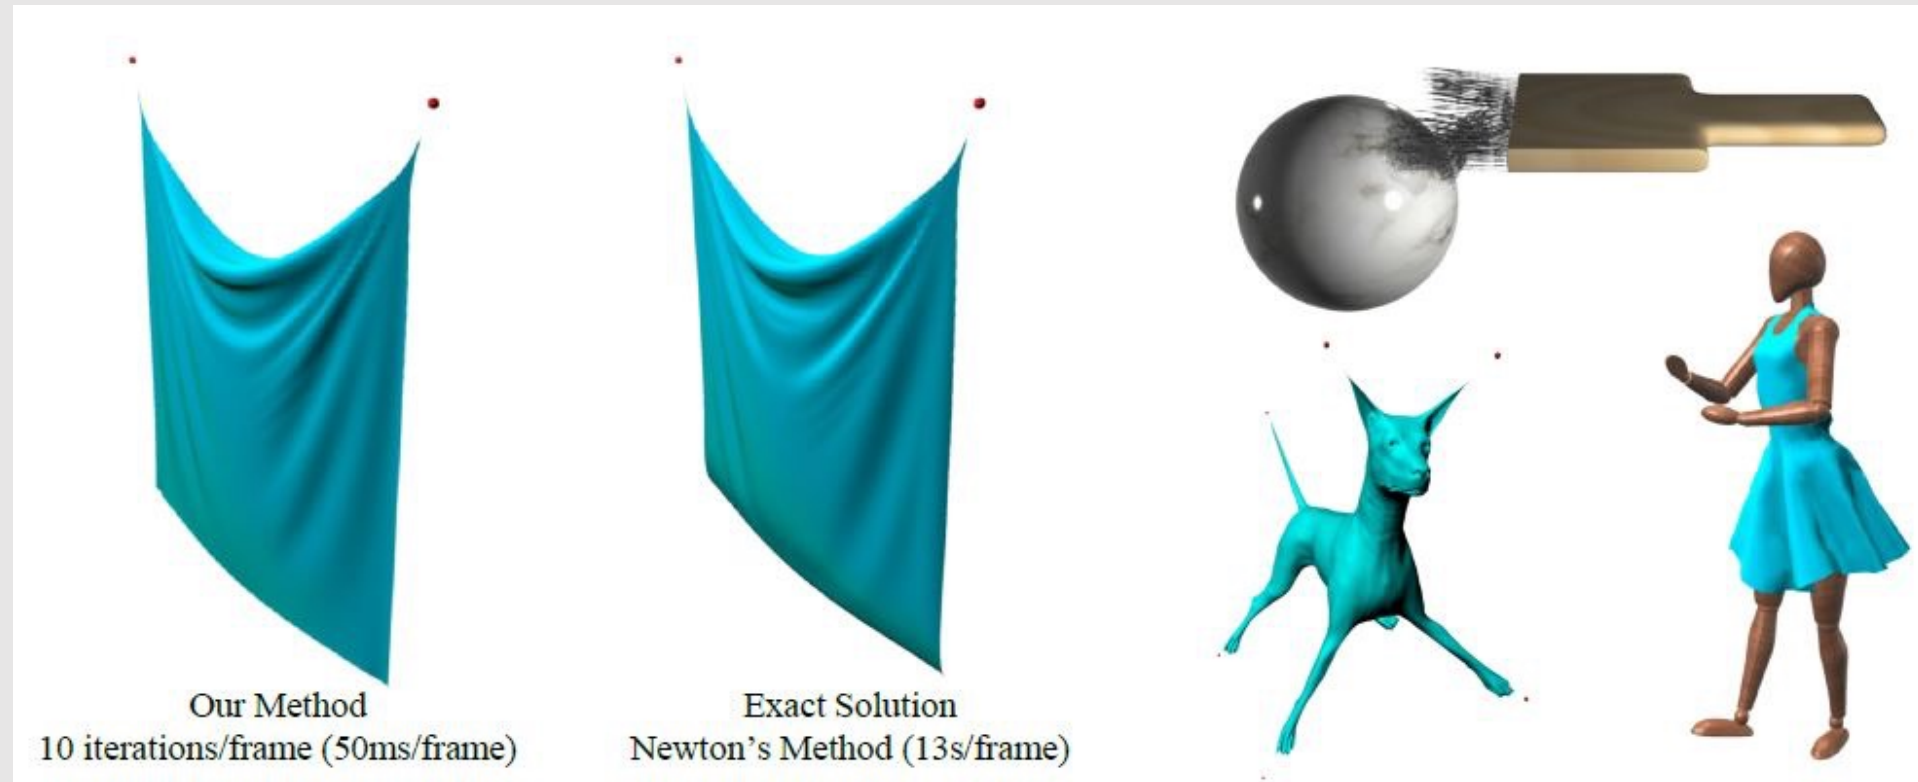 Our Method
10 iterations/frame (50ms/frame)
Exact Solution
Newton's Method (13s/frame)